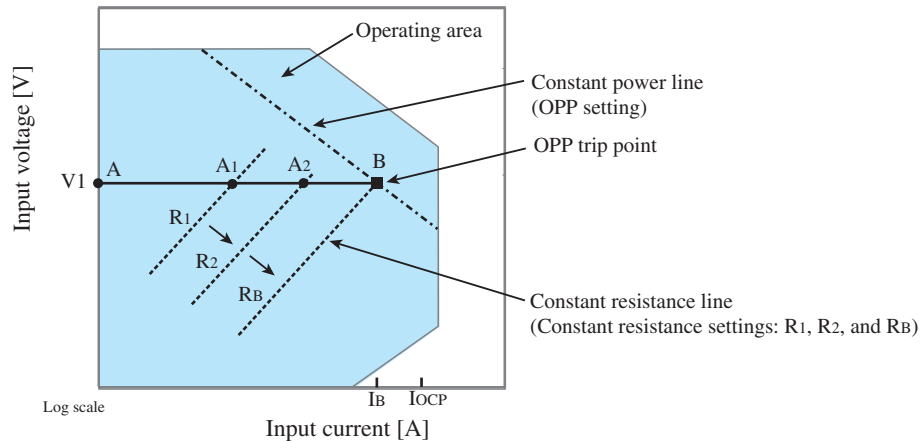 Operating area
Constant power line
(OPP setting)
OPP trip point
Input voltage [V]
V1
A
A1
A2
B
R1
R2
RB
Constant resistance line
(Constant resistance settings: R1, R2, and RB)
IB
IOCP
Log scale
Input current [A]